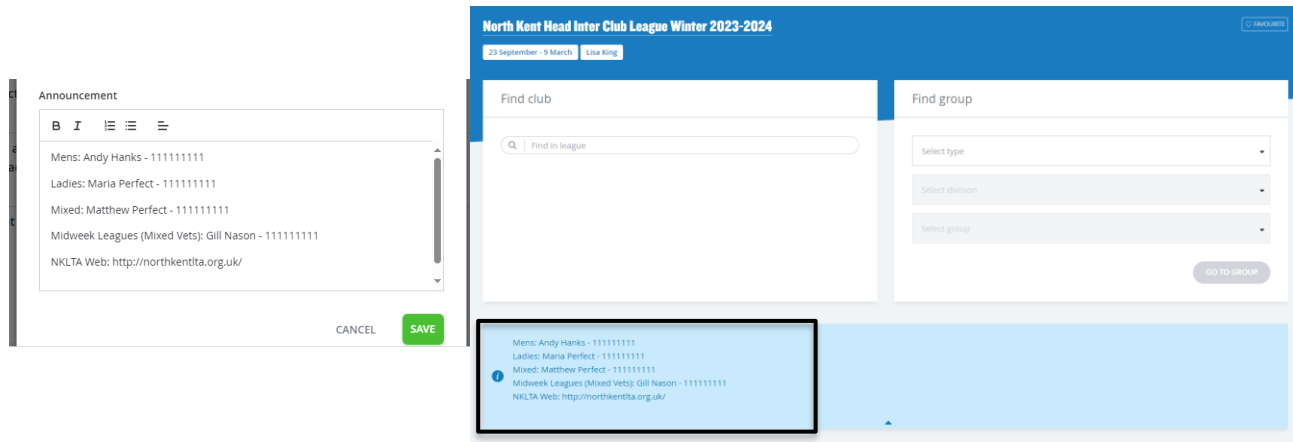 Announcement
B I
Mens: Andy Hanks - 111111111
Ladies: Maria Perfect - 111111111
Mixed: Matthew Perfect - 111111111
Midweek Leagues (Mixed Vets): Gill Nason - 111111111
NKLTA Web: http://northkentlta.org.uk/
CANCEL SAVE
North Kent Head Inter Club League Winter 2023-2024
FAVOURITE
23 September - 9 March Lisa King
Find club
Find in league
Find group
Select type
Select division
Select group
GO TO GROUP
Mens: Andy Hanks - 111111111
Ladies: Maria Perfect - 111111111
Mixed: Matthew Perfect - 111111111
Midweek Leagues (Mixed Vets): Gill Nason - 111111111
NKLTA Web: http://northkentlta.org.uk/